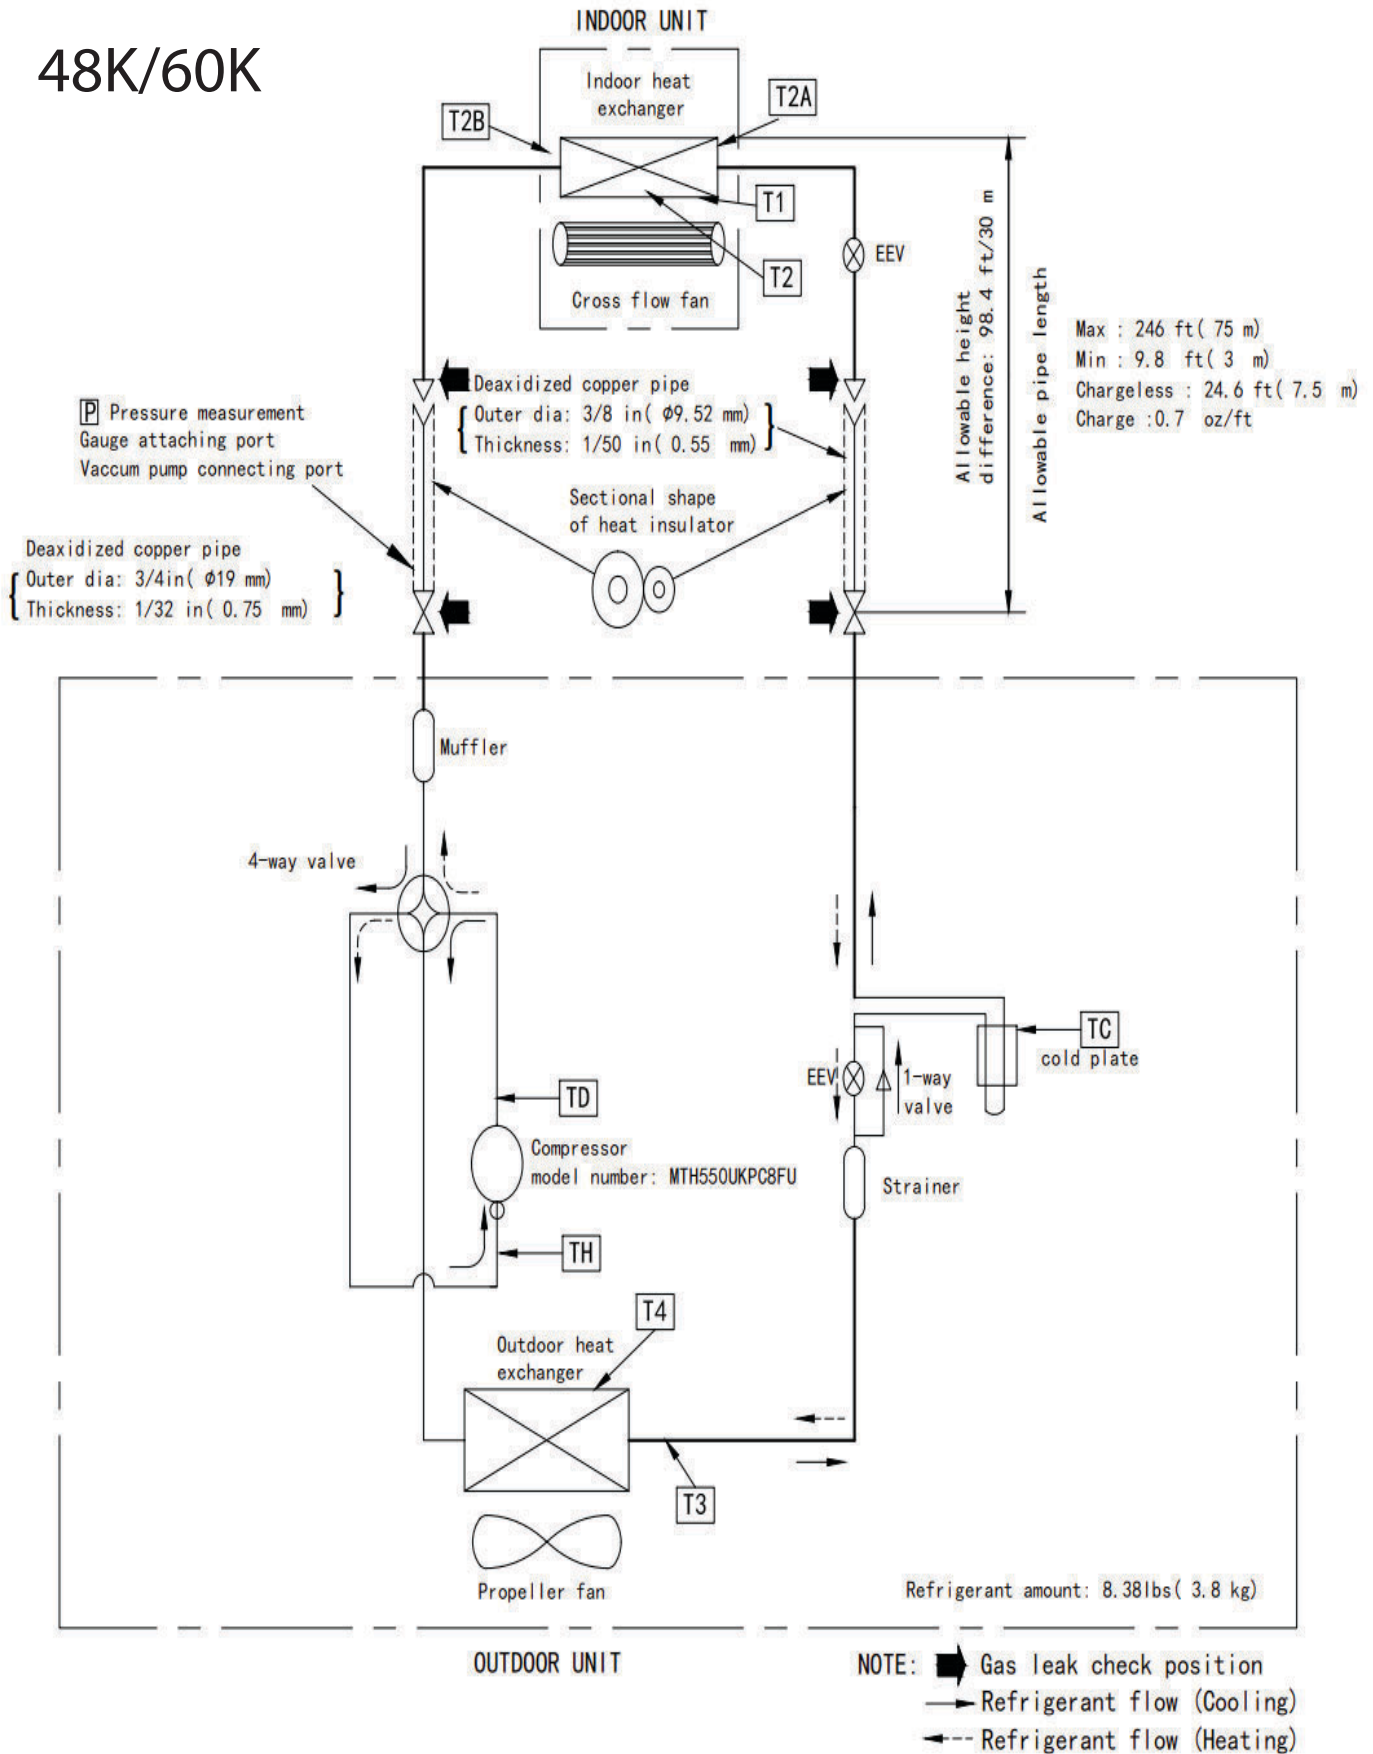 INDOOR UNIT
48K/60K
Indoor heat
exchanger
T2A
T2B
T1
EEV
T2
Cross flow fan
Allowable height
difference: 98.4 ft/30 m
Allowable pipe length
Max : 246 ft( 75 m)
Min : 9.8 ft( 3 m)
Chargeless : 24.6 ft( 7.5 m)
Charge :0.7 oz/ft
Deaxidized copper pipe
Outer dia: 3/8 in( Ø9.52 mm)
Thickness: 1/50 in( 0.55 mm)
P Pressure measurement
Gauge attaching port
Vaccum pump connecting port
Sectional shape
of heat insulator
Deaxidized copper pipe
Outer dia: 3/4in( Ø19 mm)
Thickness: 1/32 in( 0.75 mm)
Muffler
4-way valve
TC
cold plate
EEV
1-way
valve
TD
Compressor
model number: MTH550UKPC8FU
Strainer
TH
T4
Outdoor heat
exchanger
T3
Propeller fan
Refrigerant amount: 8.38lbs( 3.8 kg)
OUTDOOR UNIT
NOTE: Gas leak check position
Refrigerant flow (Cooling)
Refrigerant flow (Heating)